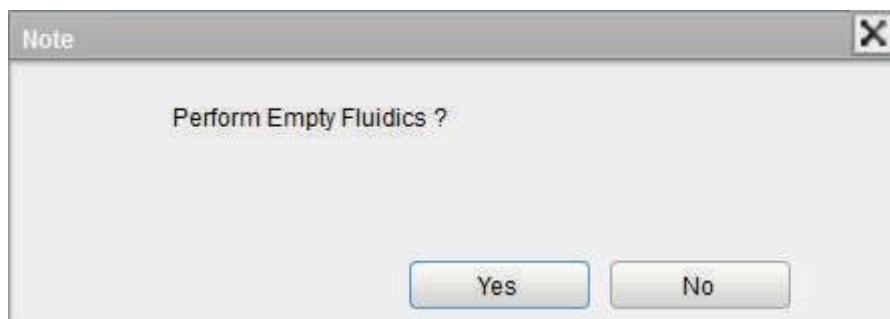 Note
Perform Empty Fluidics ?
Yes No